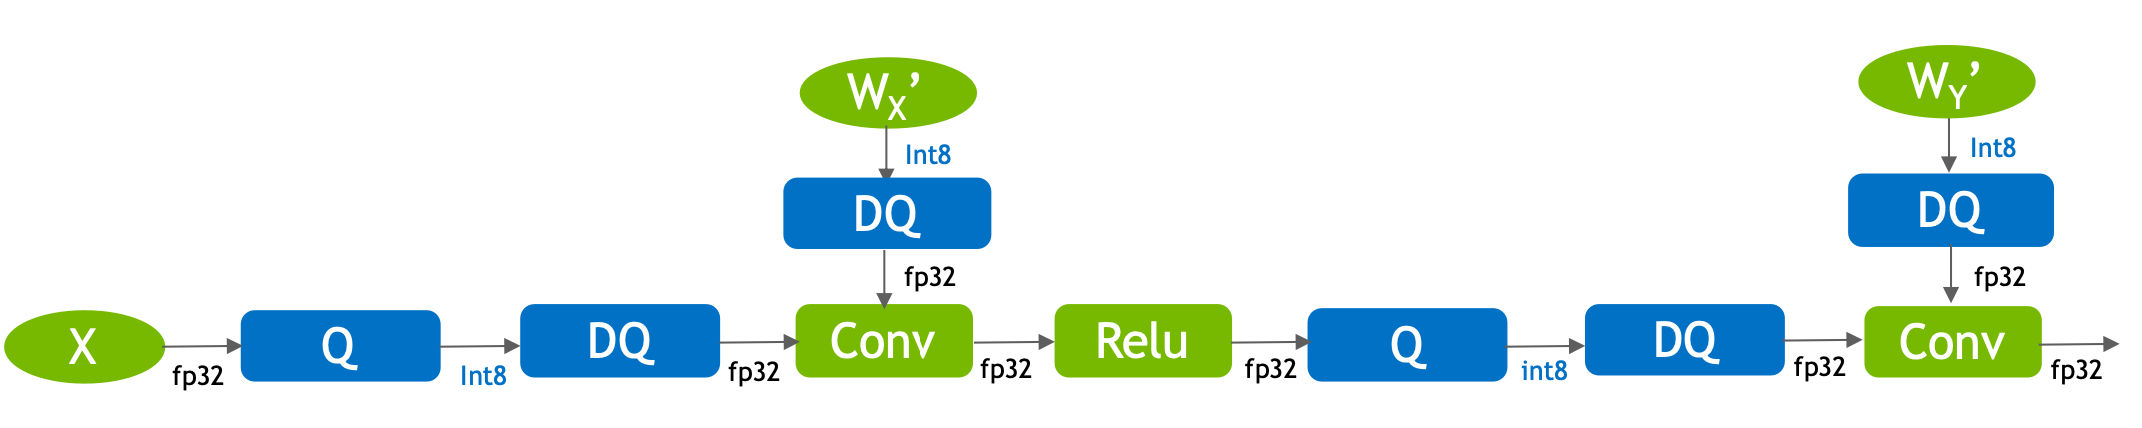 W_X’
W_Y’
Int8
Int8
DQ
DQ
fp32
fp32
X
Q
DQ
Conv
Relu
Q
DQ
Conv
fp32
Int8
fp32
fp32
fp32
int8
fp32
fp32